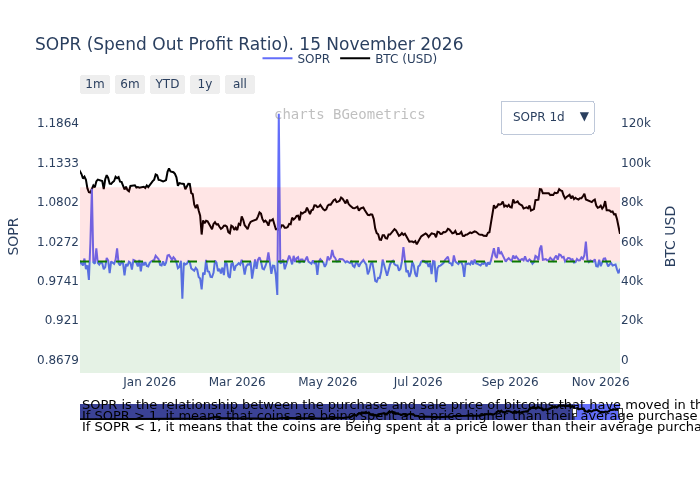 SOPR (Spend Out Profit Ratio). 15 November 2026
SOPR BTC (USD)
1m 6m YTD 1y all
charts BGeometrics
SOPR 1d ▼
1.1864
1.1333
1.0802
1.0272
0.9741
0.921
0.8679
SOPR
120k
100k
80k
60k
40k
20k
0
BTC USD
Jan 2026 Mar 2026 May 2026 Jul 2026 Sep 2026 Nov 2026
SOPR is the relationship between the purchase and sale price of bitcoins that have moved in th
If SOPR > 1, it means that the coins are being spent at a price higher than their average purchase
If SOPR < 1, it means that the coins are being spent at a price lower than their average purcha